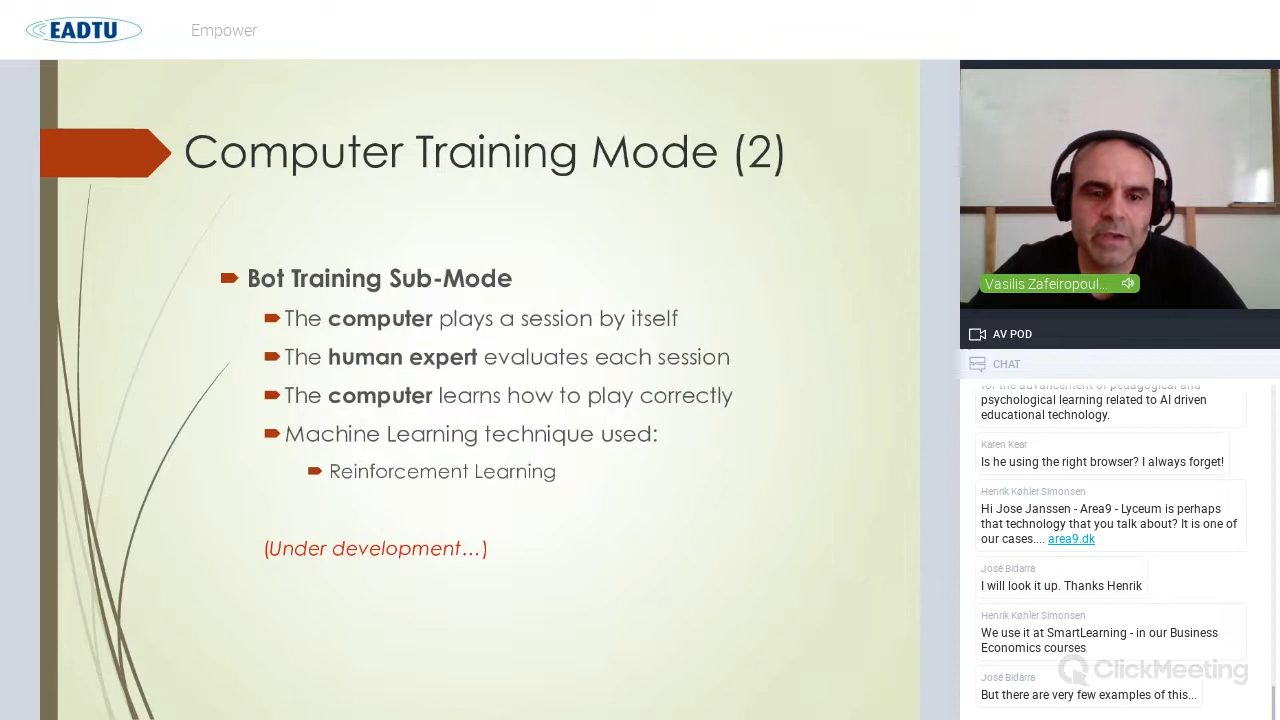 EADTU
Empower
Computer Training Mode (2)
Bot Training Sub-Mode
The computer plays a session by itself
The human expert evaluates each session
The computer learns how to play correctly
Machine Learning technique used:
Reinforcement Learning
(Under development…)
Vasilis Zafeiropoul...
AV POD
CHAT
for the advancement of pedagogical and
psychological learning related to AI driven
educational technology.
Karen Kear
Is he using the right browser? I always forget!
Henrik Køhler Simonsen
Hi Jose Janssen - Area9 - Lyceum is perhaps
that technology that you talk about? It is one of
our cases.... area9.dk
José Bidarra
I will look it up. Thanks Henrik
Henrik Køhler Simonsen
We use it at SmartLearning - in our Business
Economics courses
ClickMeeting
José Bidarra
But there are very few examples of this...